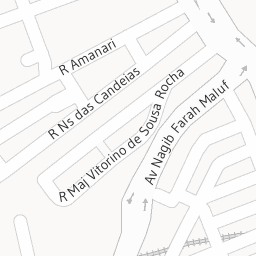 R Amanari
R Ns das Candeias
R Maj Vitorino de Sousa Rocha
Av Nagib Farah Maluf